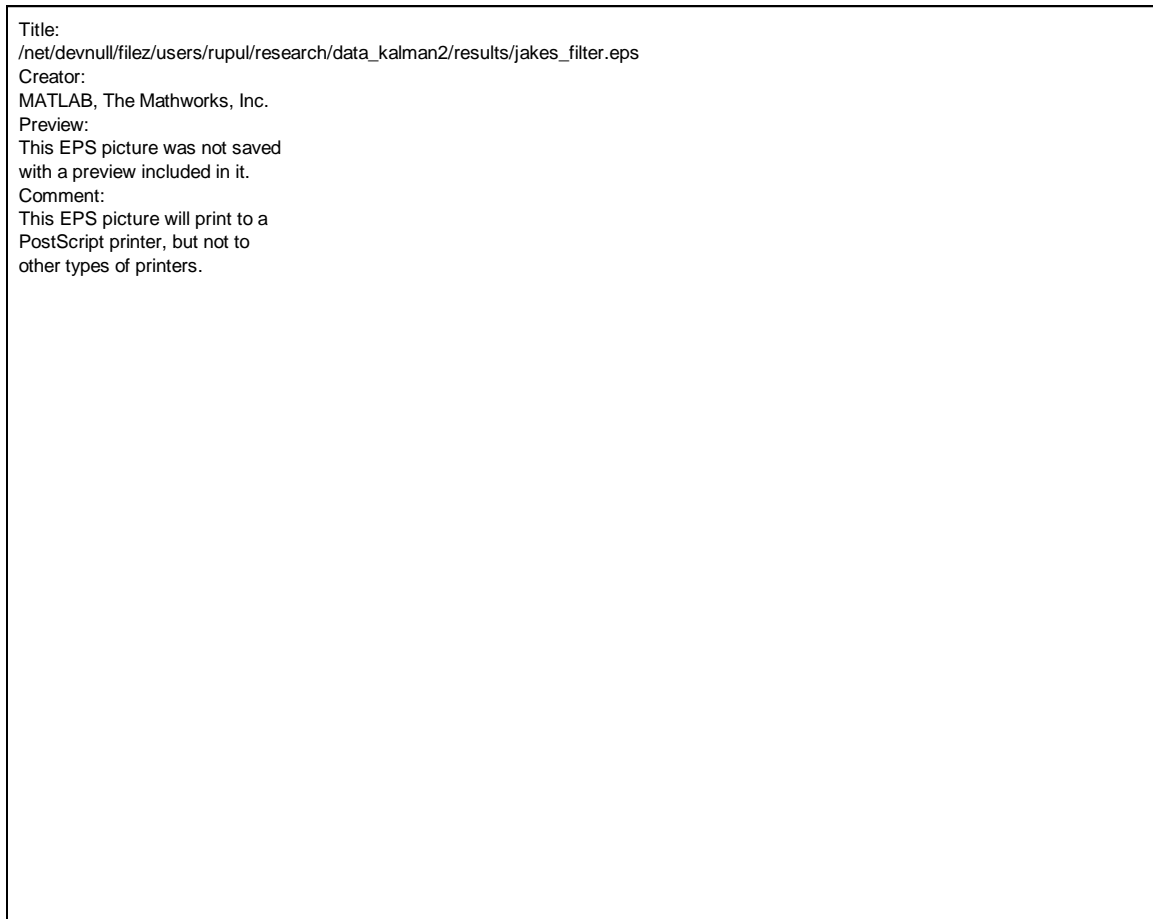 Title:
/net/devnull/filez/users/rupul/research/data_kalman2/results/jakes_filter.eps
Creator:
MATLAB, The Mathworks, Inc.
Preview:
This EPS picture was not saved
with a preview included in it.
Comment:
This EPS picture will print to a
PostScript printer, but not to
other types of printers.